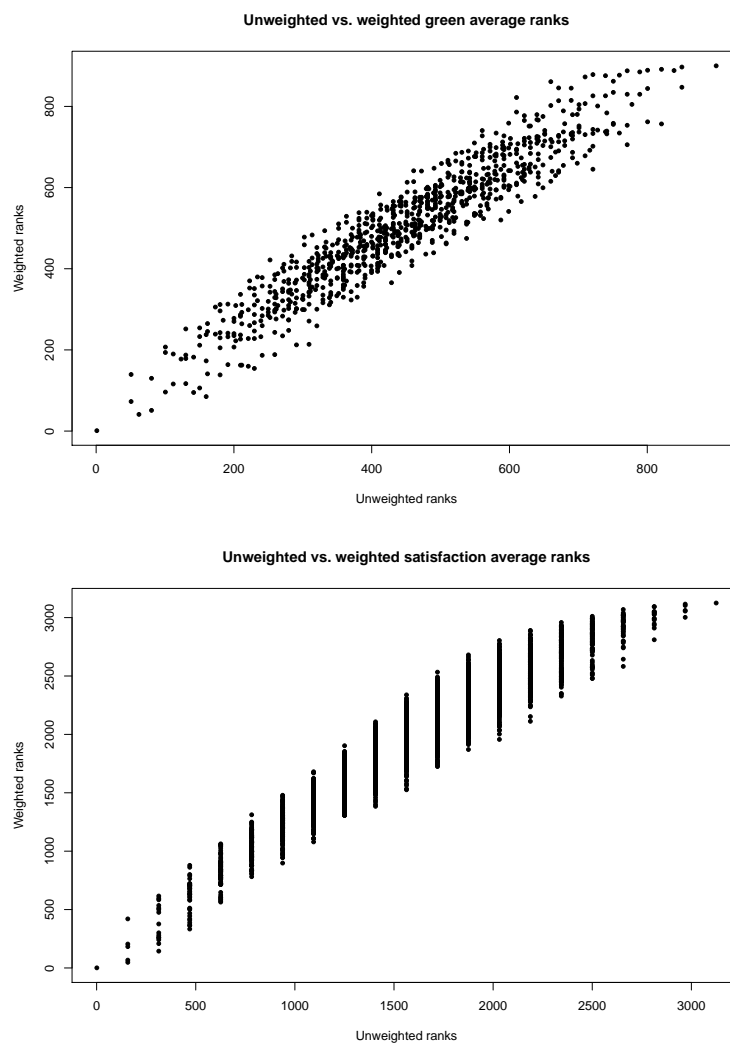 Unweighted vs. weighted green average ranks
Weighted ranks
800
600
400
200
0
0 200 400 600 800
Unweighted ranks
Unweighted vs. weighted satisfaction average ranks
Weighted ranks
3000
2500
2000
1500
1000
500
0
0 500 1000 1500 2000 2500 3000
Unweighted ranks